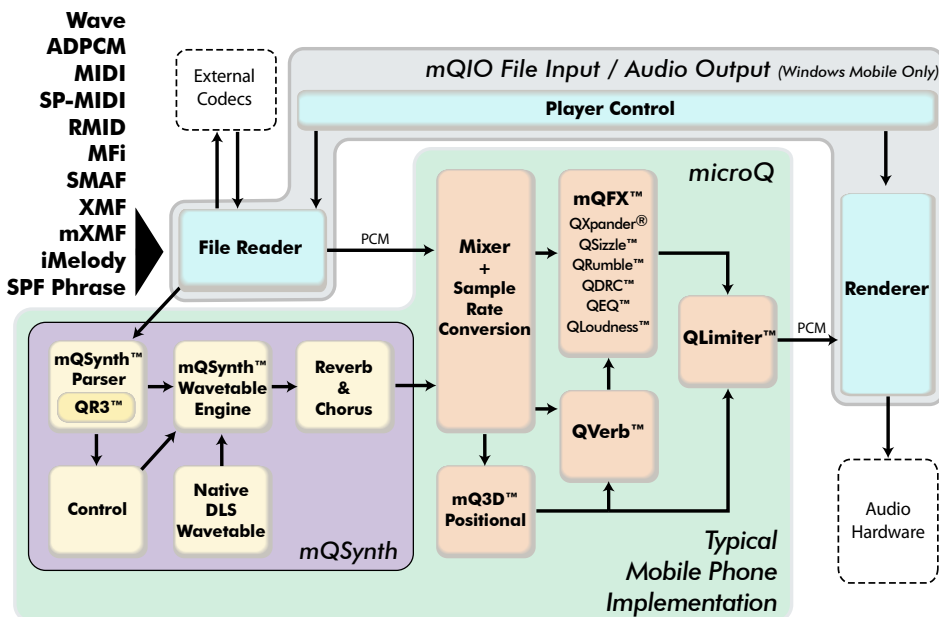 Wave
ADPCM
MIDI
SP-MIDI
RMID
MFi
SMAF
XMF
mXMF
iMelody
SPF Phrase
External
Codecs
mQIO File Input / Audio Output (Windows Mobile Only)
Player Control
microQ
File Reader
PCM
Mixer
+
Sample
Rate
Conversion
mQFX™
QXpander®
QSizzle™
QRumble™
QDRC™
QEQ™
QLoudness™
QLimiter™
PCM
Renderer
mQSynth™
Parser
QR3™
mQSynth™
Wavetable
Engine
Reverb
&
Chorus
QVerb™
Control
Native
DLS
Wavetable
mQ3D™
Positional
mQSynth
Typical
Mobile Phone
Implementation
Audio
Hardware